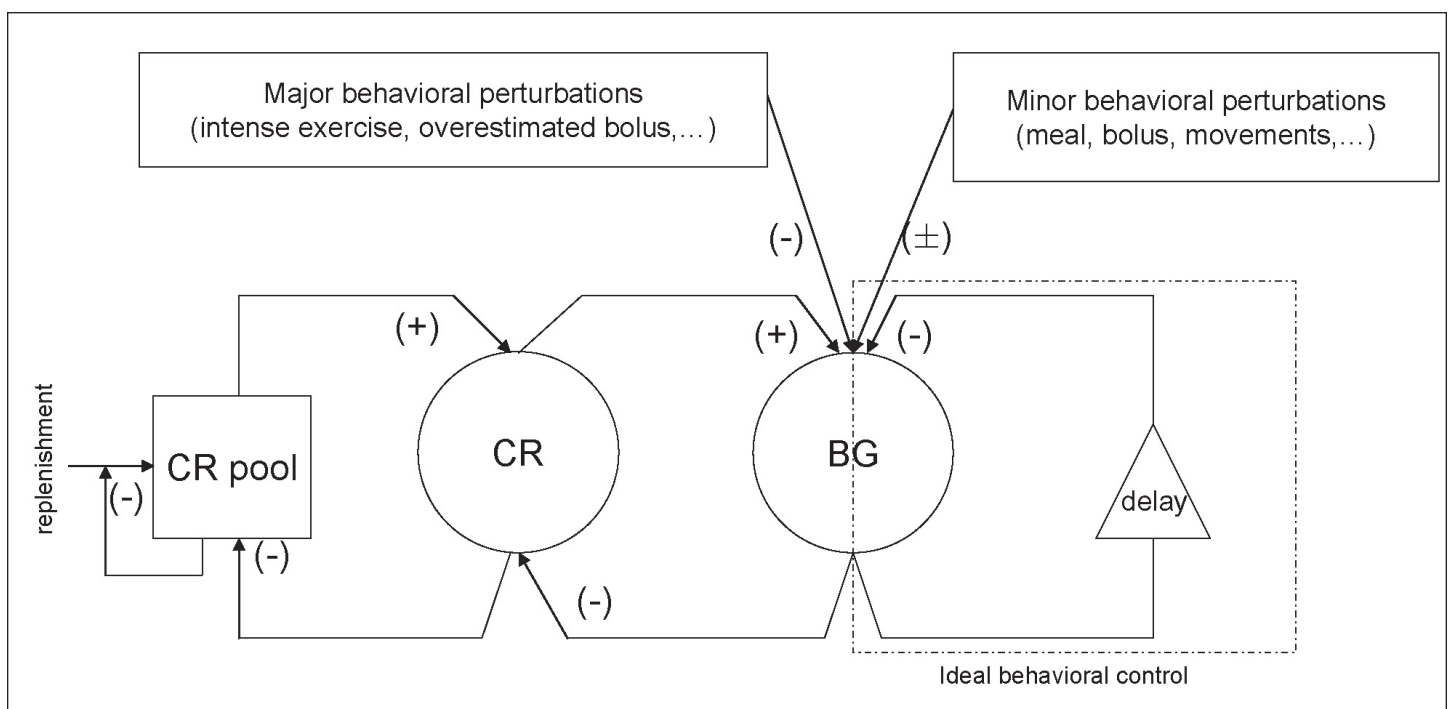 Major behavioral perturbations
(intense exercise, overestimated bolus,...)
Minor behavioral perturbations
(meal, bolus, movements,...)
(-)
(±)
(+)
(+)
(-)
replenishment
CR pool
CR
BG
delay
(-)
(-)
(-)
Ideal behavioral control